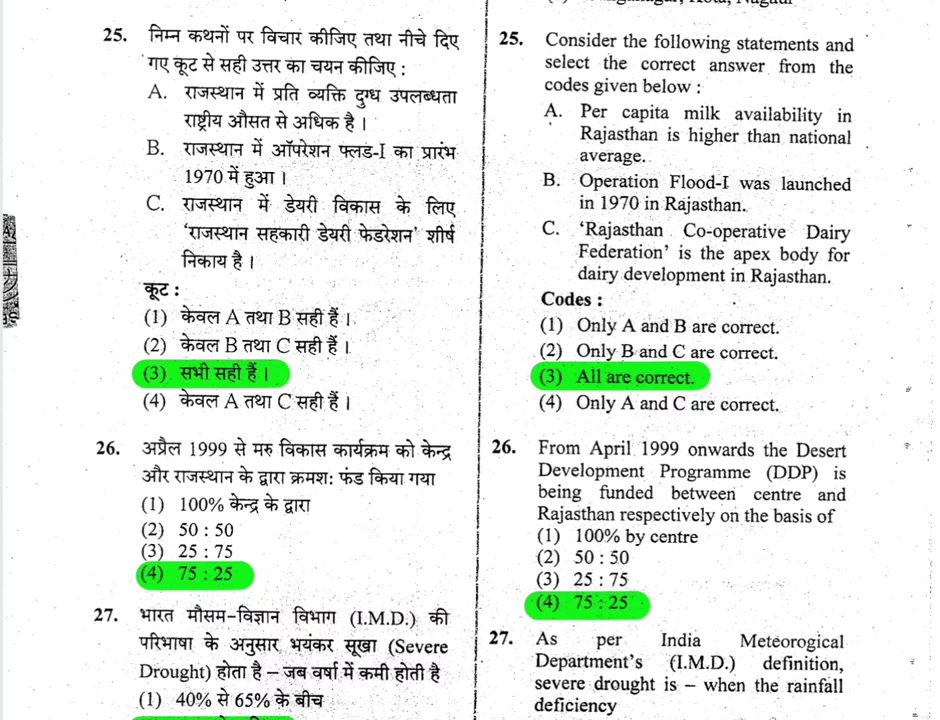 25. निम्न कथनों पर विचार कीजिए तथा नीचे दिए
गए कूट से सही उत्तर का चयन कीजिए :
A. राजस्थान में प्रति व्यक्ति दुग्ध उपलब्धता
राष्ट्रीय औसत से अधिक है ।
B. राजस्थान में ऑपरेशन फ्लड-I का प्रारंभ
1970 में हुआ ।
C. राजस्थान में डेयरी विकास के लिए
‘राजस्थान सहकारी डेयरी फेडरेशन’ शीर्ष
निकाय है ।
कूट :
(1) केवल A तथा B सही हैं ।
(2) केवल B तथा C सही हैं ।
(3) सभी सही हैं ।
(4) केवल A तथा C सही हैं ।
26. अप्रैल 1999 से मरु विकास कार्यक्रम को केन्द्र
और राजस्थान के द्वारा क्रमश: फंड किया गया
(1) 100% केन्द्र के द्वारा
(2) 50 : 50
(3) 25 : 75
(4) 75 : 25
27. भारत मौसम-विज्ञान विभाग (I.M.D.) की
परिभाषा के अनुसार भयंकर सूखा (Severe
Drought) होता है – जब वर्षा में कमी होती है
(1) 40% से 65% के बीच
25. Consider the following statements and
select the correct answer from the
codes given below :
A. Per capita milk availability in
Rajasthan is higher than national
average.
B. Operation Flood-I was launched
in 1970 in Rajasthan.
C. ‘Rajasthan Co-operative Dairy
Federation’ is the apex body for
dairy development in Rajasthan.
Codes :
(1) Only A and B are correct.
(2) Only B and C are correct.
(3) All are correct.
(4) Only A and C are correct.
26. From April 1999 onwards the Desert
Development Programme (DDP) is
being funded between centre and
Rajasthan respectively on the basis of
(1) 100% by centre
(2) 50 : 50
(3) 25 : 75
(4) 75 : 25
27. As per India Meteorogical
Department’s (I.M.D.) definition,
severe drought is – when the rainfall
deficiency